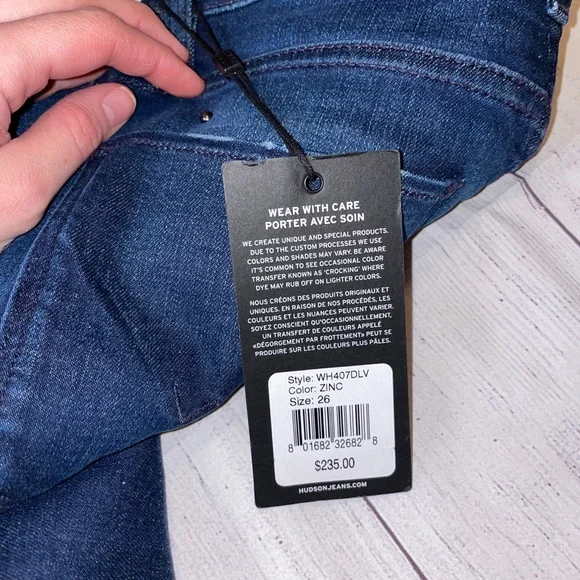 WEAR WITH CARE
PORTER AVEC SOIN
WE CREATE UNIQUE AND SPECIAL PRODUCTS.
DUE TO THE CUSTOM PROCESSES WE USE
COLORS AND SHADES MAY VARY. BE AWARE
IT'S COMMON TO SEE OCCASIONAL COLOR
TRANSFER KNOWN AS 'CROCKING' WHERE
DYE MAY RUB OFF ON LIGHTER COLORS.
NOUS CRÉONS DES PRODUITS ORIGINAUX ET
UNIQUES. EN RAISON DE NOS PROCÉDÉS, LES
COULEURS ET LES NUANCES PEUVENT VARIER.
SOYEZ CONSCIENT QU'OCCASIONNELLEMENT,
UN TRANSFERT DE COULEURS APPELÉ
«DÉGORGEMENT PAR FROTTEMENT» PEUT SE
PRODUIRE SUR LES COULEURS PLUS PÂLES.
Style: WH407DLV
Color: ZINC
Size: 26
8 01682 32682 8
$235.00
HUDSONJEANS.COM